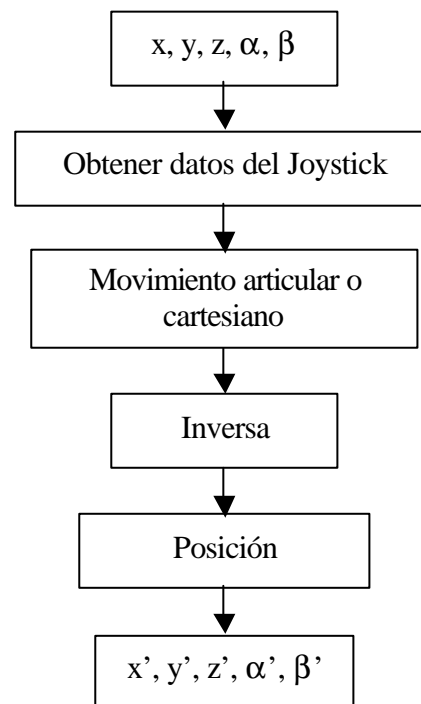 x, y, z, α, β
Obtener datos del Joystick
Movimiento articular o
cartesiano
Inversa
Posición
x’, y’, z’, α’, β’